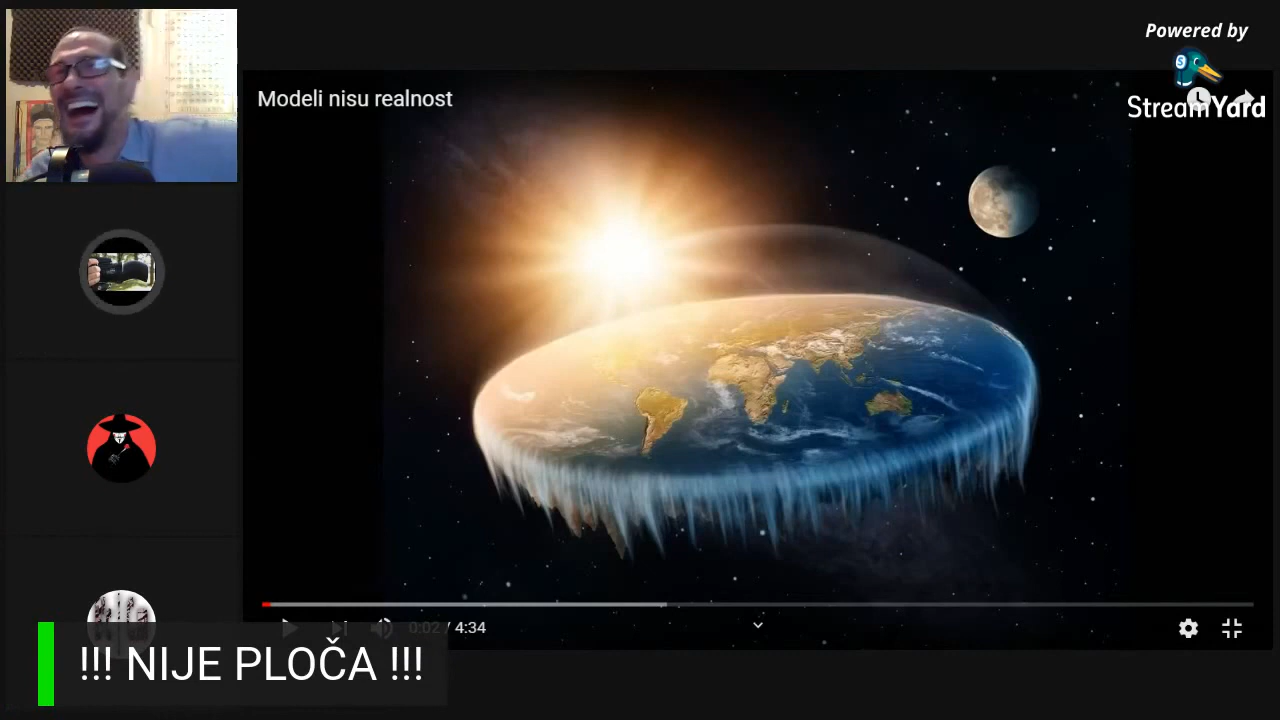 Powered by
StreamYard
Modeli nisu realnost
0:02 / 4:34
!!! NIJE PLOČA !!!